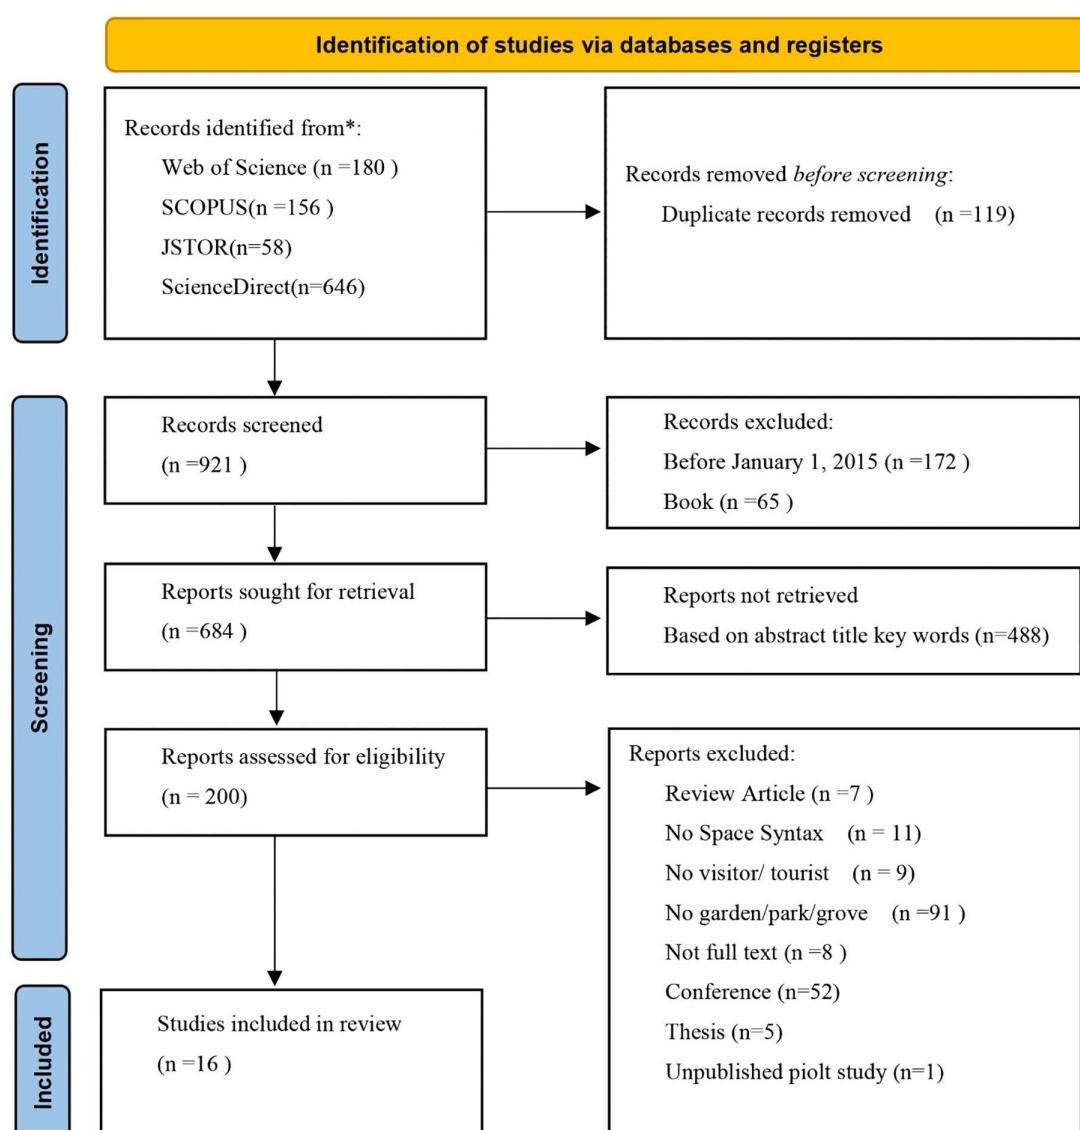 Identification of studies via databases and registers
Identification
Records identified from*:
Web of Science (n =180 )
SCOPUS(n =156 )
JSTOR(n=58)
ScienceDirect(n=646)
Records removed before screening:
Duplicate records removed (n =119)
Screening
Records screened
(n =921 )
Records excluded:
Before January 1, 2015 (n =172 )
Book (n =65 )
Reports sought for retrieval
(n =684 )
Reports not retrieved
Based on abstract title key words (n=488)
Reports assessed for eligibility
(n = 200)
Reports excluded:
Review Article (n =7 )
No Space Syntax (n = 11)
No visitor/ tourist (n = 9)
No garden/park/grove (n =91 )
Not full text (n =8 )
Conference (n=52)
Thesis (n=5)
Unpublished piolt study (n=1)
Included
Studies included in review
(n =16 )